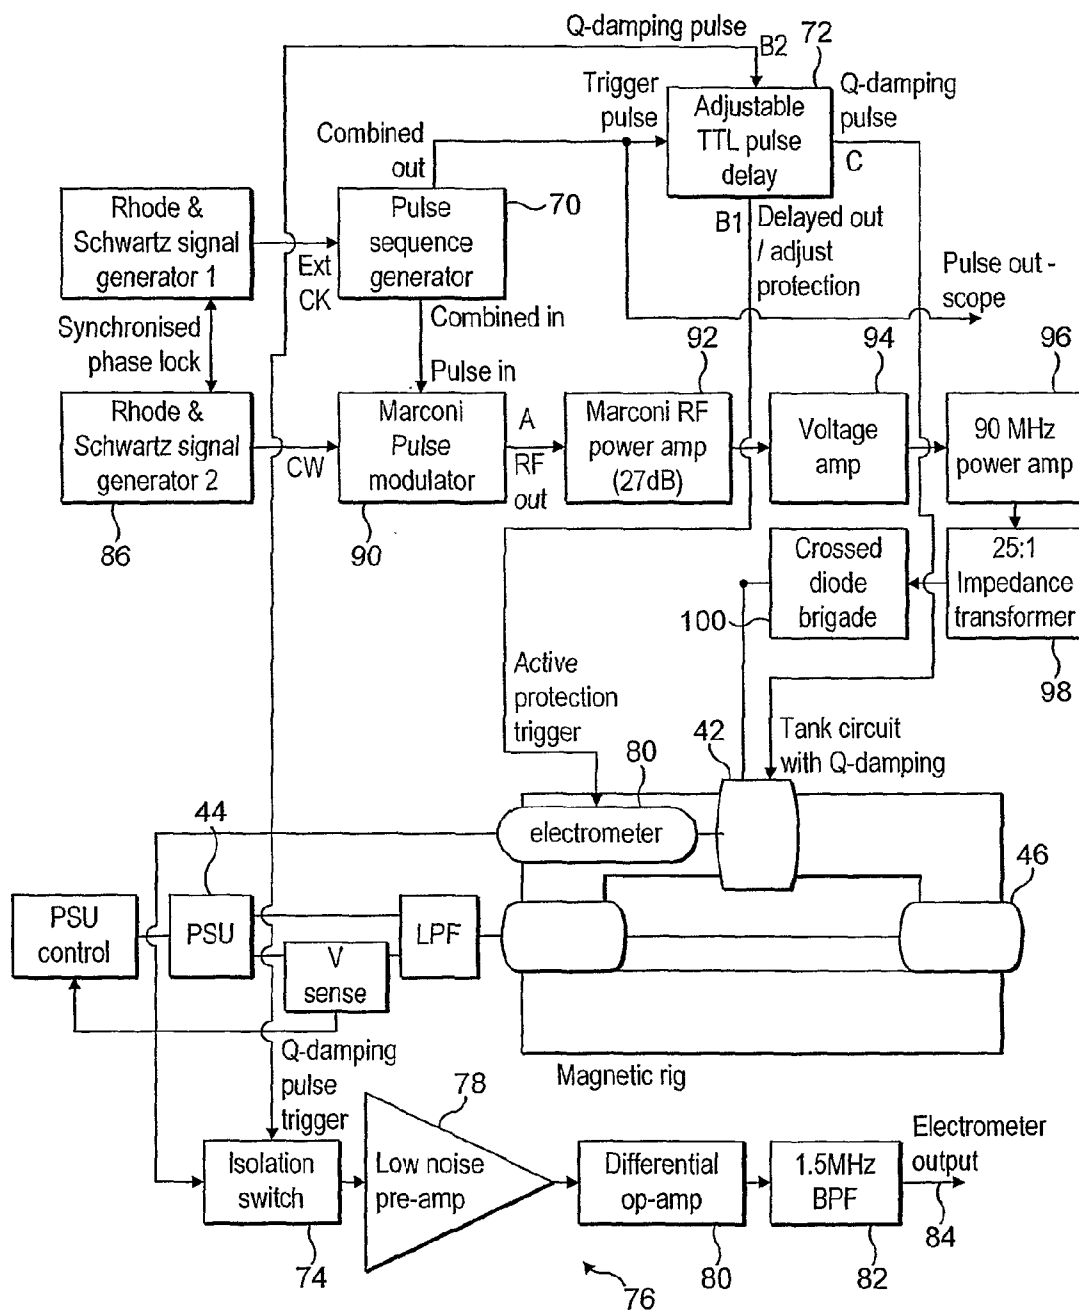 Q-damping pulse
B2
72
Trigger
pulse
Adjustable
TTL pulse
delay
Q-damping
pulse
C
Combined
out
Rhode &
Schwartz signal
generator 1
Ext
CK
Pulse
sequence
generator
70
B1
Delayed out
/ adjust
protection
Pulse out -
scope
Synchronised
phase lock
Combined in
Pulse in
92
94
96
Rhode &
Schwartz signal
generator 2
CW
Marconi
Pulse
modulator
A
RF
out
Marconi RF
power amp
(27dB)
Voltage
amp
90 MHz
power amp
86
90
Crossed
diode
brigade
100
25:1
Impedance
transformer
98
Active
protection
trigger
42
Tank circuit
with Q-damping
80
electrometer
44
46
PSU
control
PSU
V
sense
LPF
Magnetic rig
Q-damping
pulse
trigger
78
Isolation
switch
Low noise
pre-amp
Differential
op-amp
1.5MHz
BPF
Electrometer
output
84
74
76
80
82